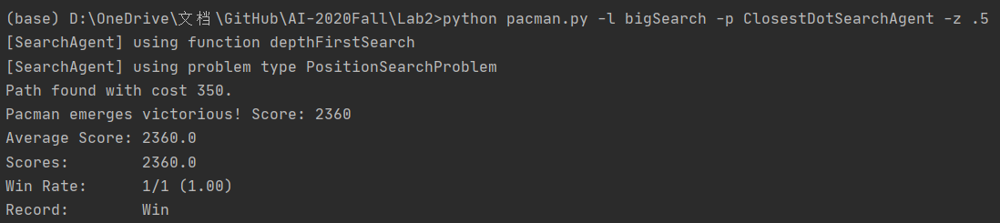 (base) D:\OneDrive\文档\GitHub\AI-2020Fall\Lab2>python pacman.py -l bigSearch -p ClosestDotSearchAgent -z .5
[SearchAgent] using function depthFirstSearch
[SearchAgent] using problem type PositionSearchProblem
Path found with cost 350.
Pacman emerges victorious! Score: 2360
Average Score: 2360.0
Scores:        2360.0
Win Rate:      1/1 (1.00)
Record:        Win